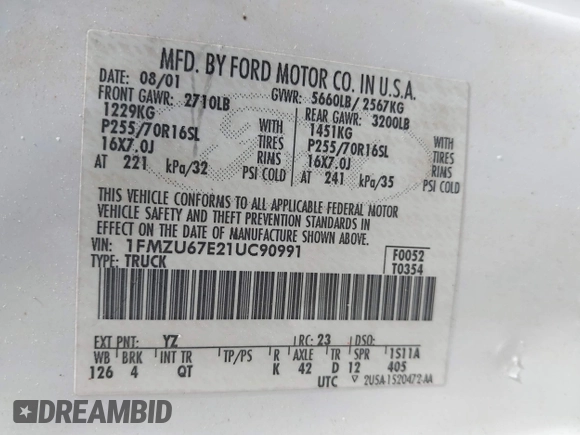 MFD. BY FORD MOTOR CO. IN U.S.A.
DATE: 08/01 GVWR: 5660LB/ 2567KG
FRONT GAWR: 2710LB REAR GAWR: 3200LB
1229KG WITH 1451KG WITH
P255/70R16SL TIRES P255/70R16SL TIRES
16X7.0J RIMS 16X7.0J RIMS
AT 221 kPa/32 PSI COLD AT 241 kPa/35 PSI COLD
THIS VEHICLE CONFORMS TO ALL APPLICABLE FEDERAL MOTOR
VEHICLE SAFETY AND THEFT PREVENTION STANDARDS IN
EFFECT ON THE DATE OF MANUFACTURE SHOWN ABOVE.
VIN: 1FMZU67E21UC90991 F0052
TYPE: TRUCK T0354
EXT PNT: YZ RC: 23 DSO:
WB BRK INT TR TP/PS R AXLE TR SPR 1S11A
126 4 QT K 42 D 12 405
UTC 2USA-1520472-AA
DREAMBID